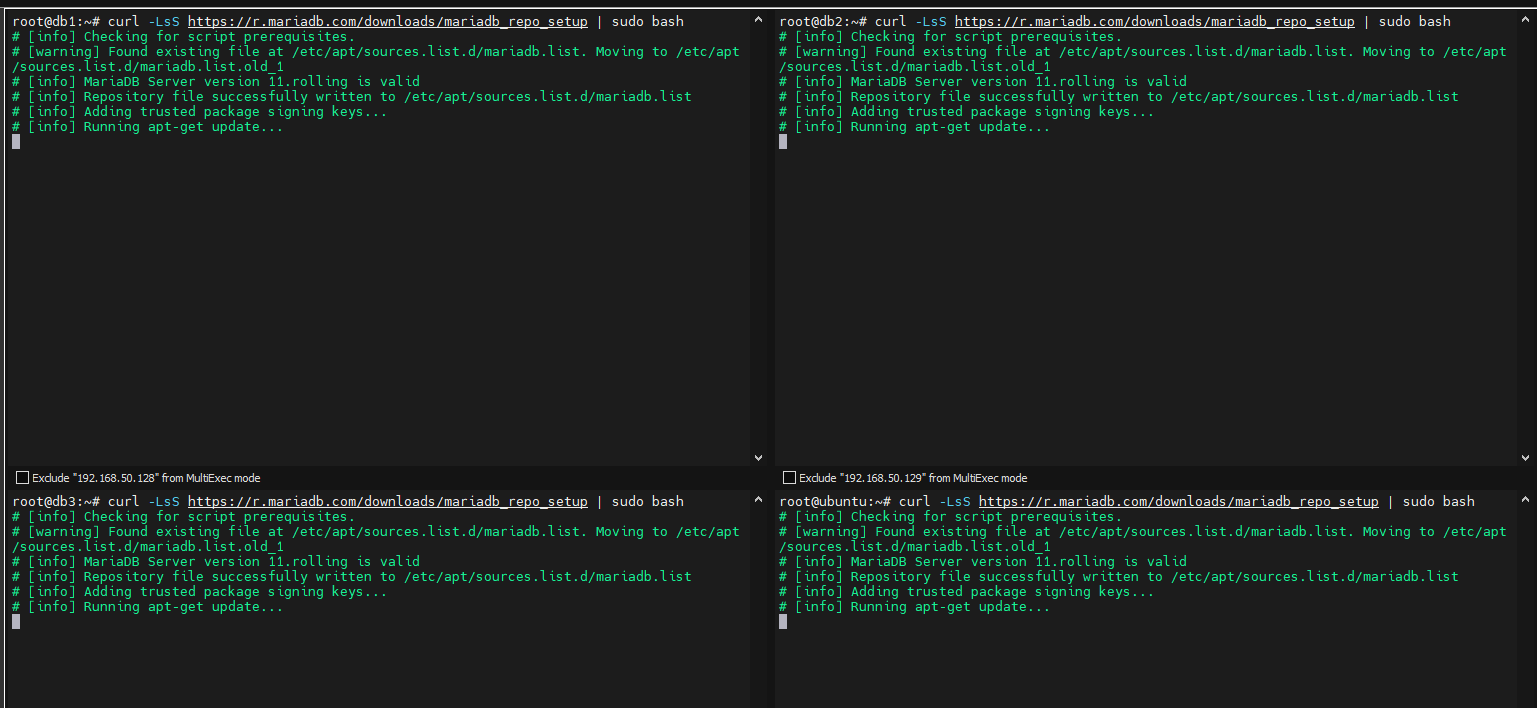 root@db1:~# curl -LsS https://r.mariadb.com/downloads/mariadb_repo_setup | sudo bash
# [info] Checking for script prerequisites.
# [warning] Found existing file at /etc/apt/sources.list.d/mariadb.list. Moving to /etc/apt
/sources.list.d/mariadb.list.old_1
# [info] MariaDB Server version 11.rolling is valid
# [info] Repository file successfully written to /etc/apt/sources.list.d/mariadb.list
# [info] Adding trusted package signing keys...
# [info] Running apt-get update...
root@db2:~# curl -LsS https://r.mariadb.com/downloads/mariadb_repo_setup | sudo bash
# [info] Checking for script prerequisites.
# [warning] Found existing file at /etc/apt/sources.list.d/mariadb.list. Moving to /etc/apt
/sources.list.d/mariadb.list.old_1
# [info] MariaDB Server version 11.rolling is valid
# [info] Repository file successfully written to /etc/apt/sources.list.d/mariadb.list
# [info] Adding trusted package signing keys...
# [info] Running apt-get update...
Exclude "192.168.50.128" from MultiExec mode
Exclude "192.168.50.129" from MultiExec mode
root@db3:~# curl -LsS https://r.mariadb.com/downloads/mariadb_repo_setup | sudo bash
# [info] Checking for script prerequisites.
# [warning] Found existing file at /etc/apt/sources.list.d/mariadb.list. Moving to /etc/apt
/sources.list.d/mariadb.list.old_1
# [info] MariaDB Server version 11.rolling is valid
# [info] Repository file successfully written to /etc/apt/sources.list.d/mariadb.list
# [info] Adding trusted package signing keys...
# [info] Running apt-get update...
root@ubuntu:~# curl -LsS https://r.mariadb.com/downloads/mariadb_repo_setup | sudo bash
# [info] Checking for script prerequisites.
# [warning] Found existing file at /etc/apt/sources.list.d/mariadb.list. Moving to /etc/apt
/sources.list.d/mariadb.list.old_1
# [info] MariaDB Server version 11.rolling is valid
# [info] Repository file successfully written to /etc/apt/sources.list.d/mariadb.list
# [info] Adding trusted package signing keys...
# [info] Running apt-get update...